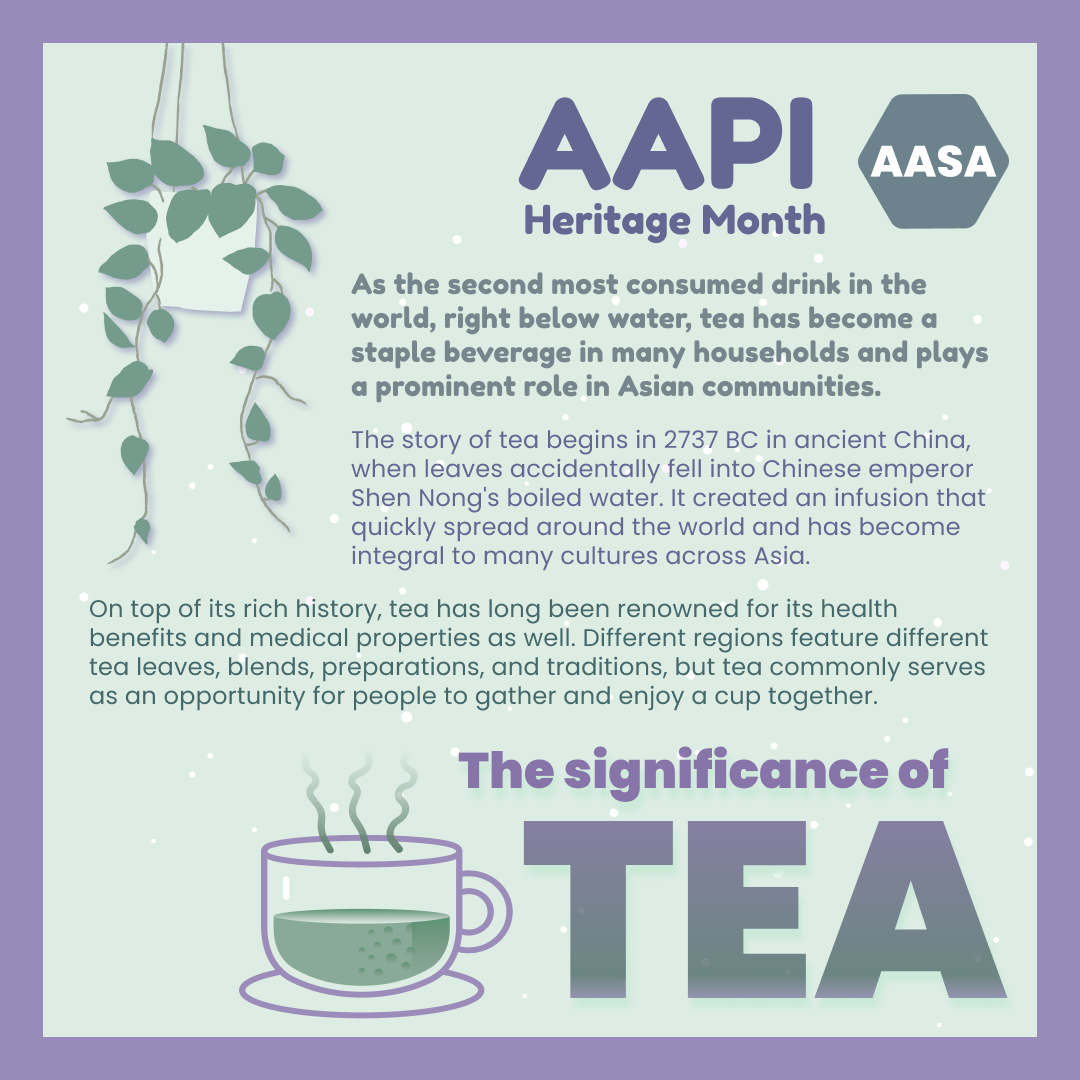 AAPI
Heritage Month
AASA
As the second most consumed drink in the
world, right below water, tea has become a
staple beverage in many households and plays
a prominent role in Asian communities.
The story of tea begins in 2737 BC in ancient China,
when leaves accidentally fell into Chinese emperor
Shen Nong's boiled water. It created an infusion that
quickly spread around the world and has become
integral to many cultures across Asia.
On top of its rich history, tea has long been renowned for its health
benefits and medical properties as well. Different regions feature different
tea leaves, blends, preparations, and traditions, but tea commonly serves
as an opportunity for people to gather and enjoy a cup together.
The significance of
TEA